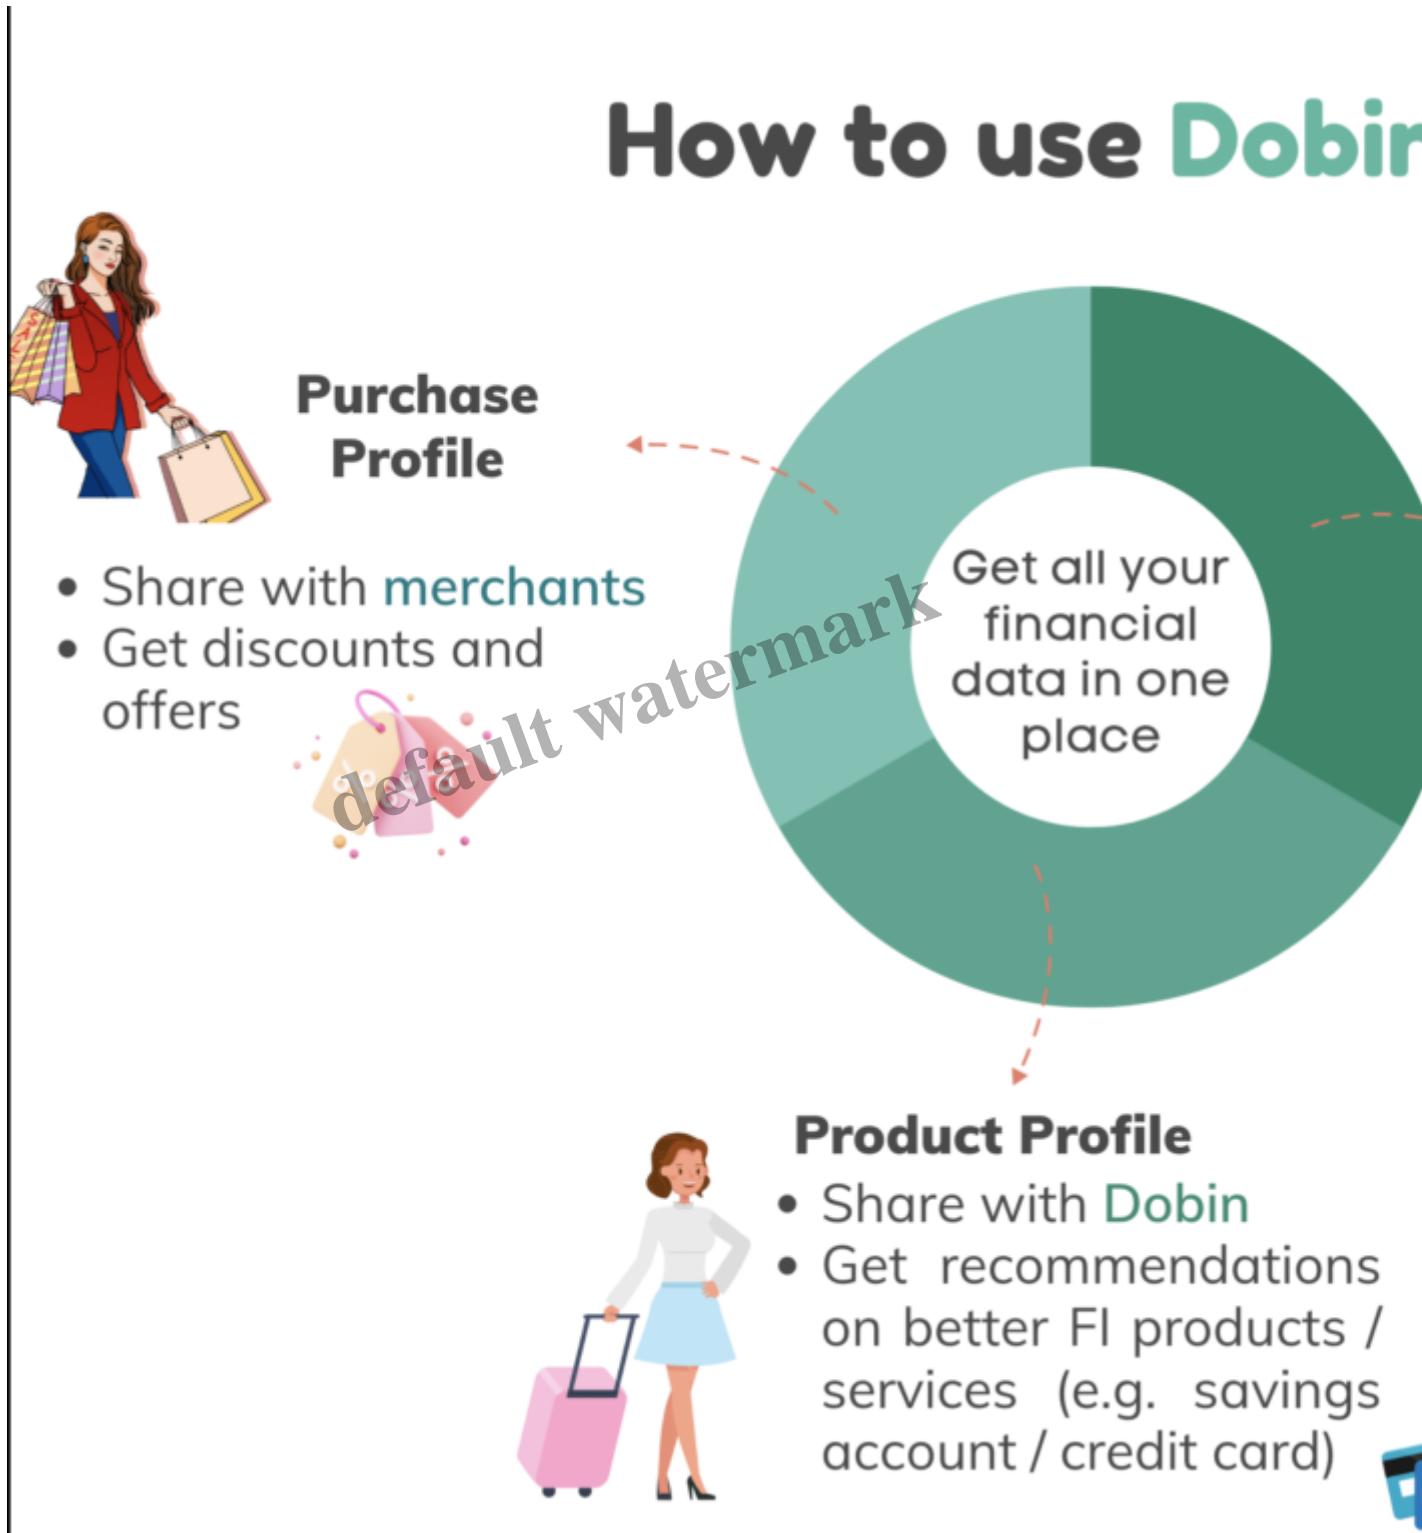 How to use Dobin
Purchase
Profile
Share with merchants
Get discounts and
offers
Get all your
financial
data in one
place
default watermark
Product Profile
Share with Dobin
Get recommendations
on better FI products /
services (e.g. savings
account / credit card)
SALE